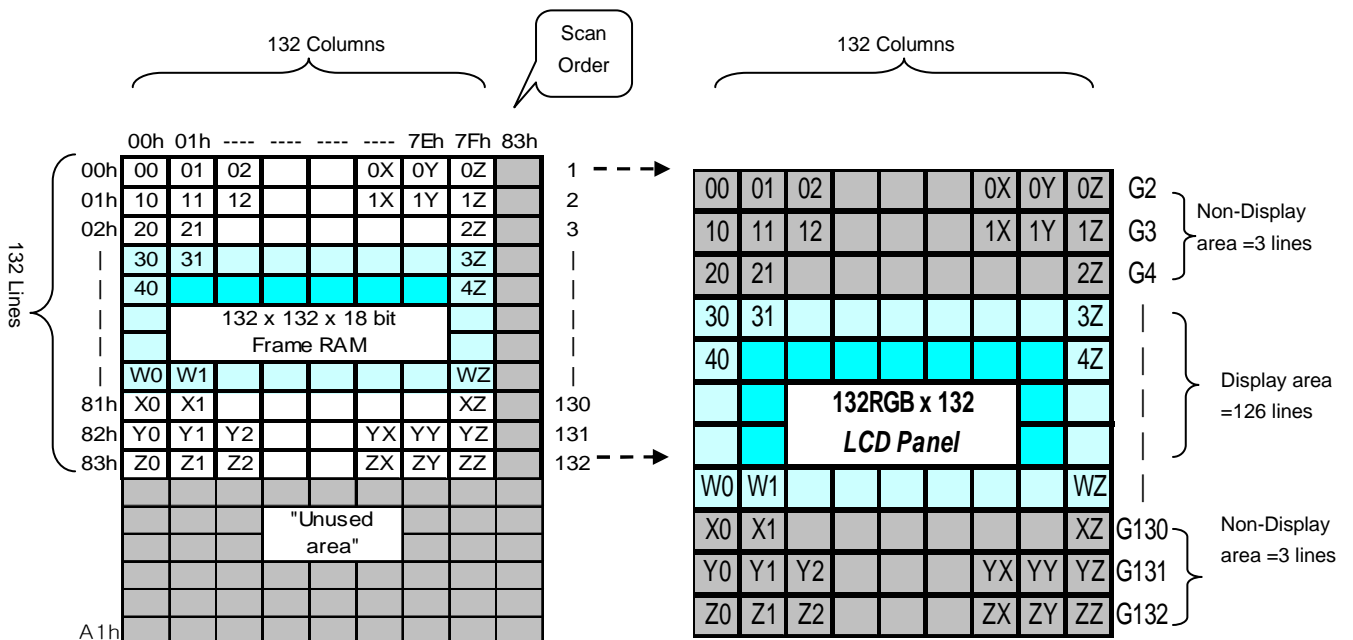 132 Columns
Scan
Order
132 Columns
00h 01h ---- ---- ---- ---- 7Eh 7Fh 83h
00h 00 01 02 0X 0Y 0Z 1
01h 10 11 12 1X 1Y 1Z 2
02h 20 21 2Z 3
| 30 31 3Z |
| 40 4Z |
132 Lines
| 132 x 132 x 18 bit |
| Frame RAM |
| W0 W1 WZ |
81h X0 X1 XZ 130
82h Y0 Y1 Y2 YX YY YZ 131
83h Z0 Z1 Z2 ZX ZY ZZ 132
"Unused
area"
A1h
00 01 02 0X 0Y 0Z G2
10 11 12 1X 1Y 1Z G3
20 21 2Z G4
Non-Display
area =3 lines
30 31 3Z |
40 4Z |
132RGB x 132 |
LCD Panel |
W0 W1 WZ |
Display area
=126 lines
X0 X1 XZ G130
Y0 Y1 Y2 YX YY YZ G131
Z0 Z1 Z2 ZX ZY ZZ G132
Non-Display
area =3 lines